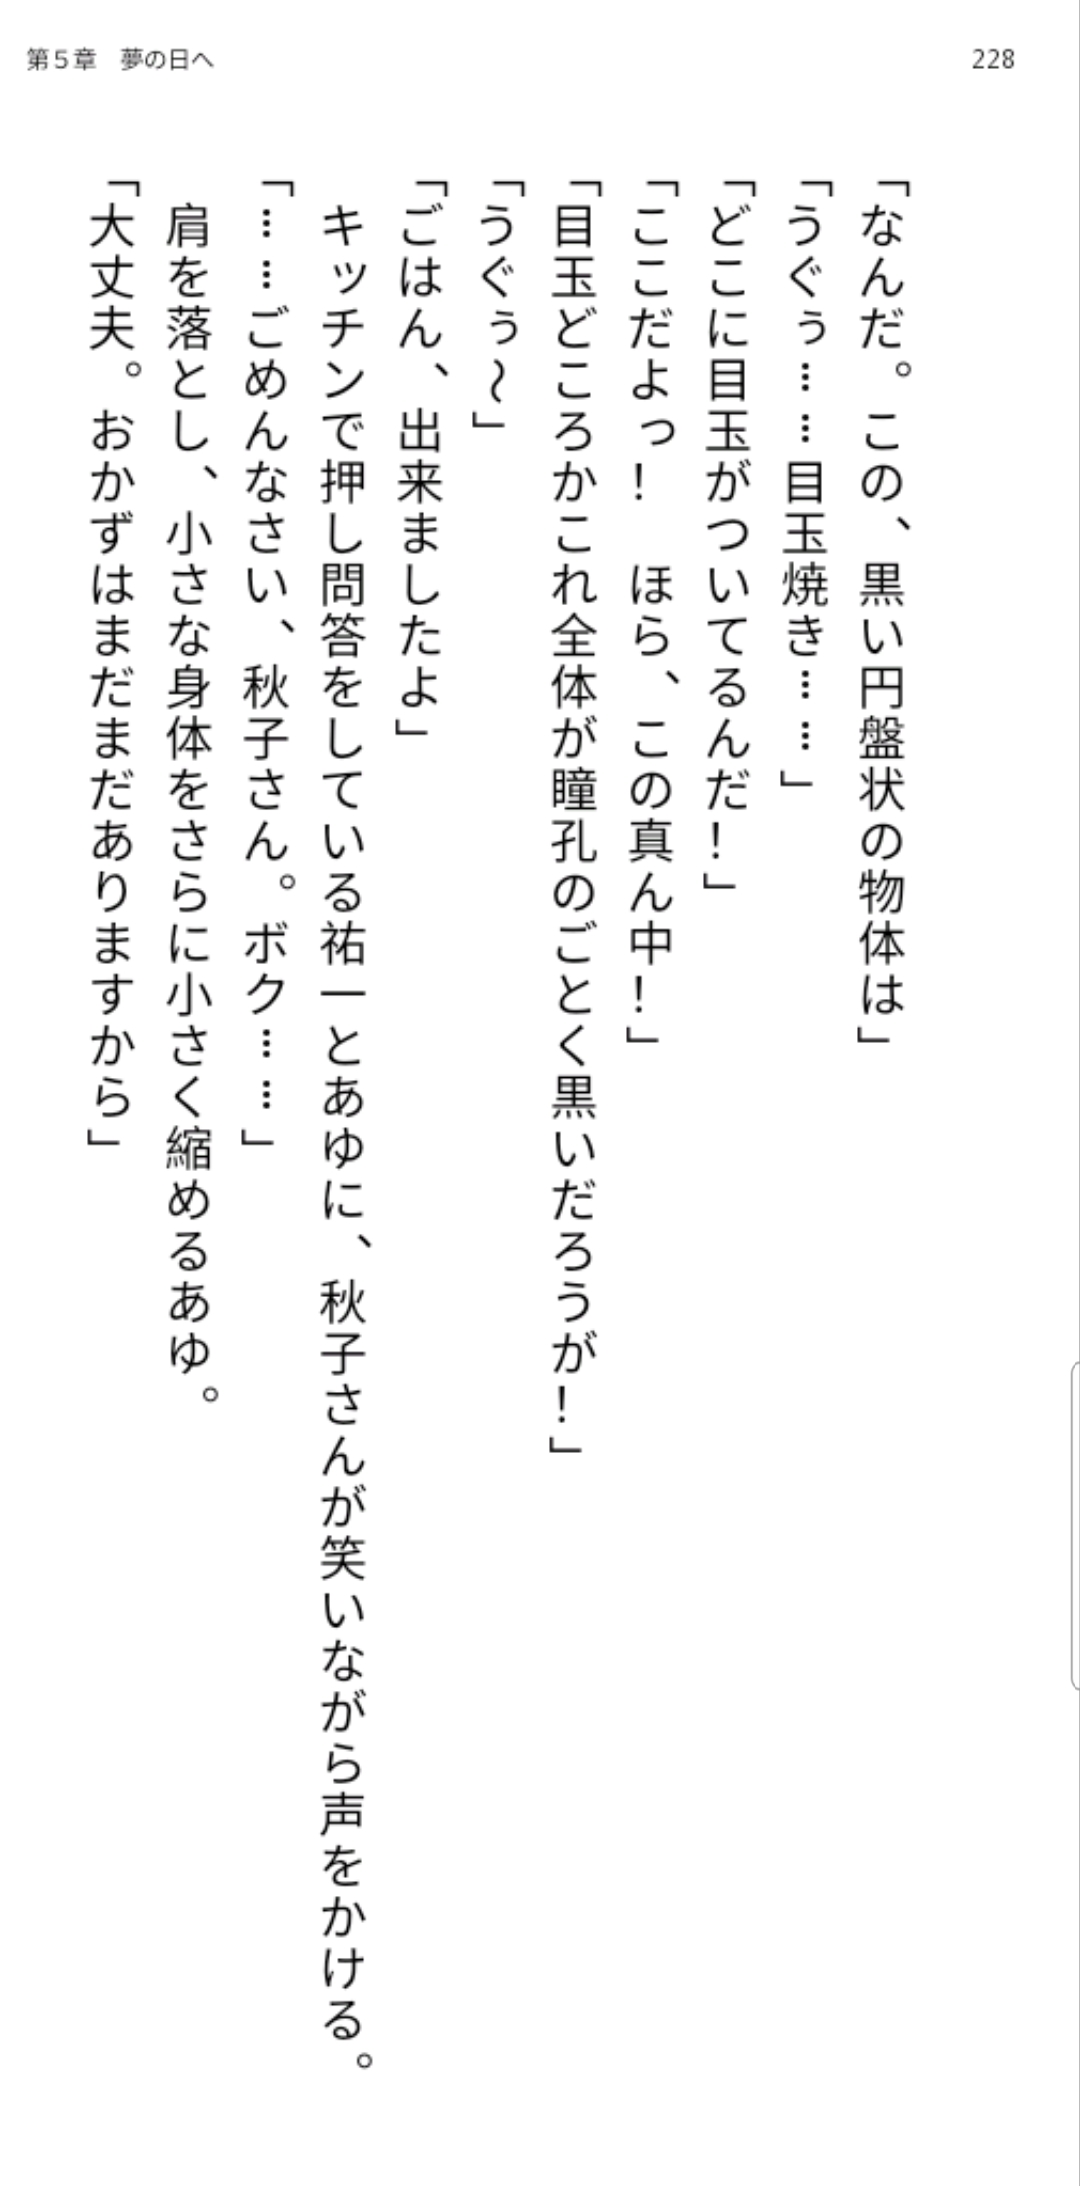 第5章　夢の日へ
228
「なんだ。この、黒い円盤状の物体は」
「うぐぅ……目玉焼き……」
「どこに目玉がついてるんだ！」
「ここだよっ！　ほら、この真ん中！」
「目玉どころかこれ全体が瞳孔のごとく黒いだろうが！」
「うぐぅ～」
「ごはん、出来ましたよ」
　キッチンで押し問答をしている祐一とあゆに、秋子さんが笑いながら声をかける。
「……ごめんなさい、秋子さん。ボク……」
　肩を落とし、小さな身体をさらに小さく縮めるあゆ。
「大丈夫。おかずはまだまだありますから」